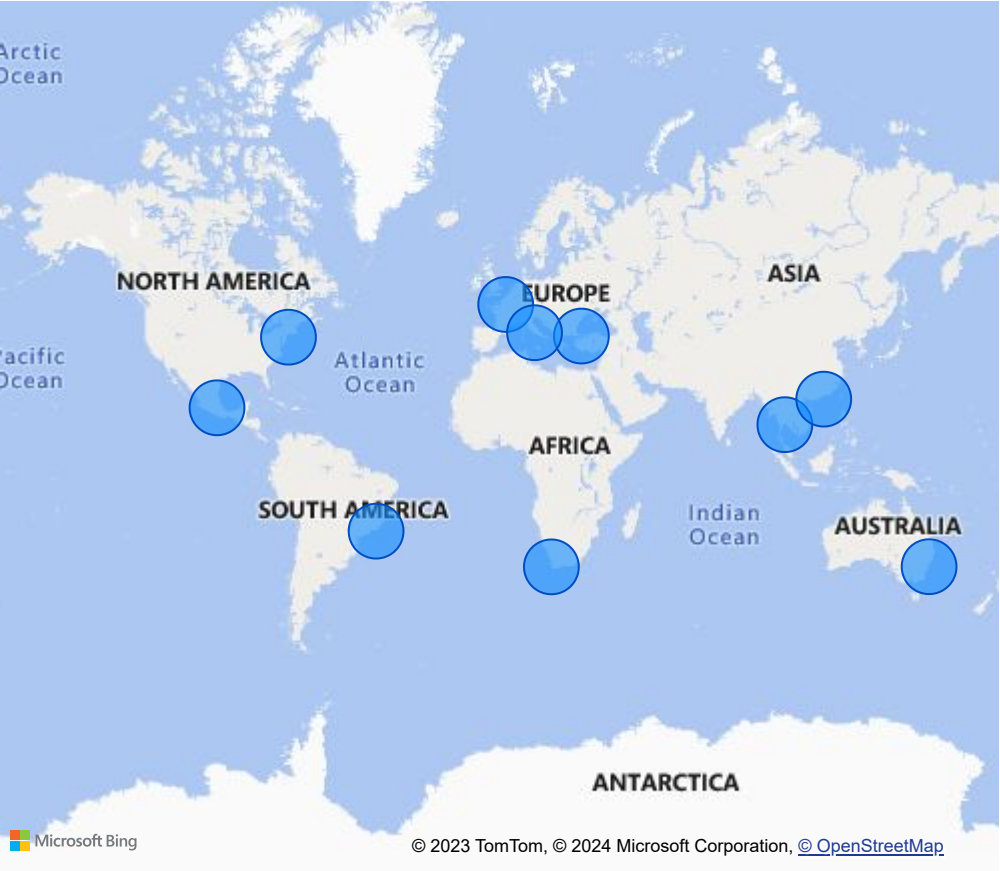 Arctic
Ocean
NORTH AMERICA
EUROPE
ASIA
Pacific
Ocean
Atlantic
Ocean
AFRICA
SOUTH AMERICA
Indian
Ocean
AUSTRALIA
ANTARCTICA
Microsoft Bing
© 2023 TomTom, © 2024 Microsoft Corporation, © OpenStreetMap